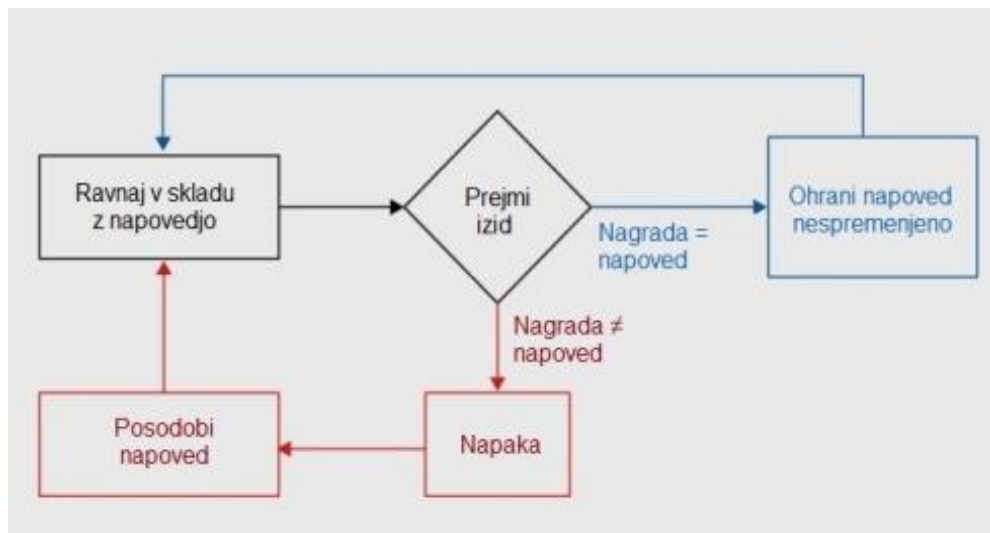 Ravnaj v skladu
z napovedjo
Prejmi
izid
Nagrada =
napoved
Ohrani napoved
nespremenjeno
Nagrada ≠
napoved
Napaka
Posodobi
napoved